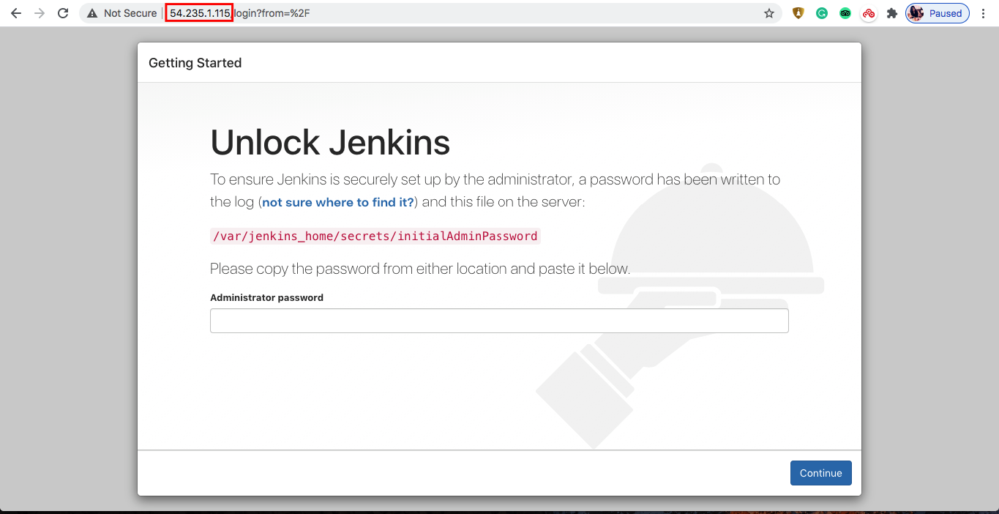 Not Secure | 54.235.1.115/login?from=%2F
Paused
Getting Started
Unlock Jenkins
To ensure Jenkins is securely set up by the administrator, a password has been written to
the log (not sure where to find it?) and this file on the server:
/var/jenkins_home/secrets/initialAdminPassword
Please copy the password from either location and paste it below.
Administrator password
Continue